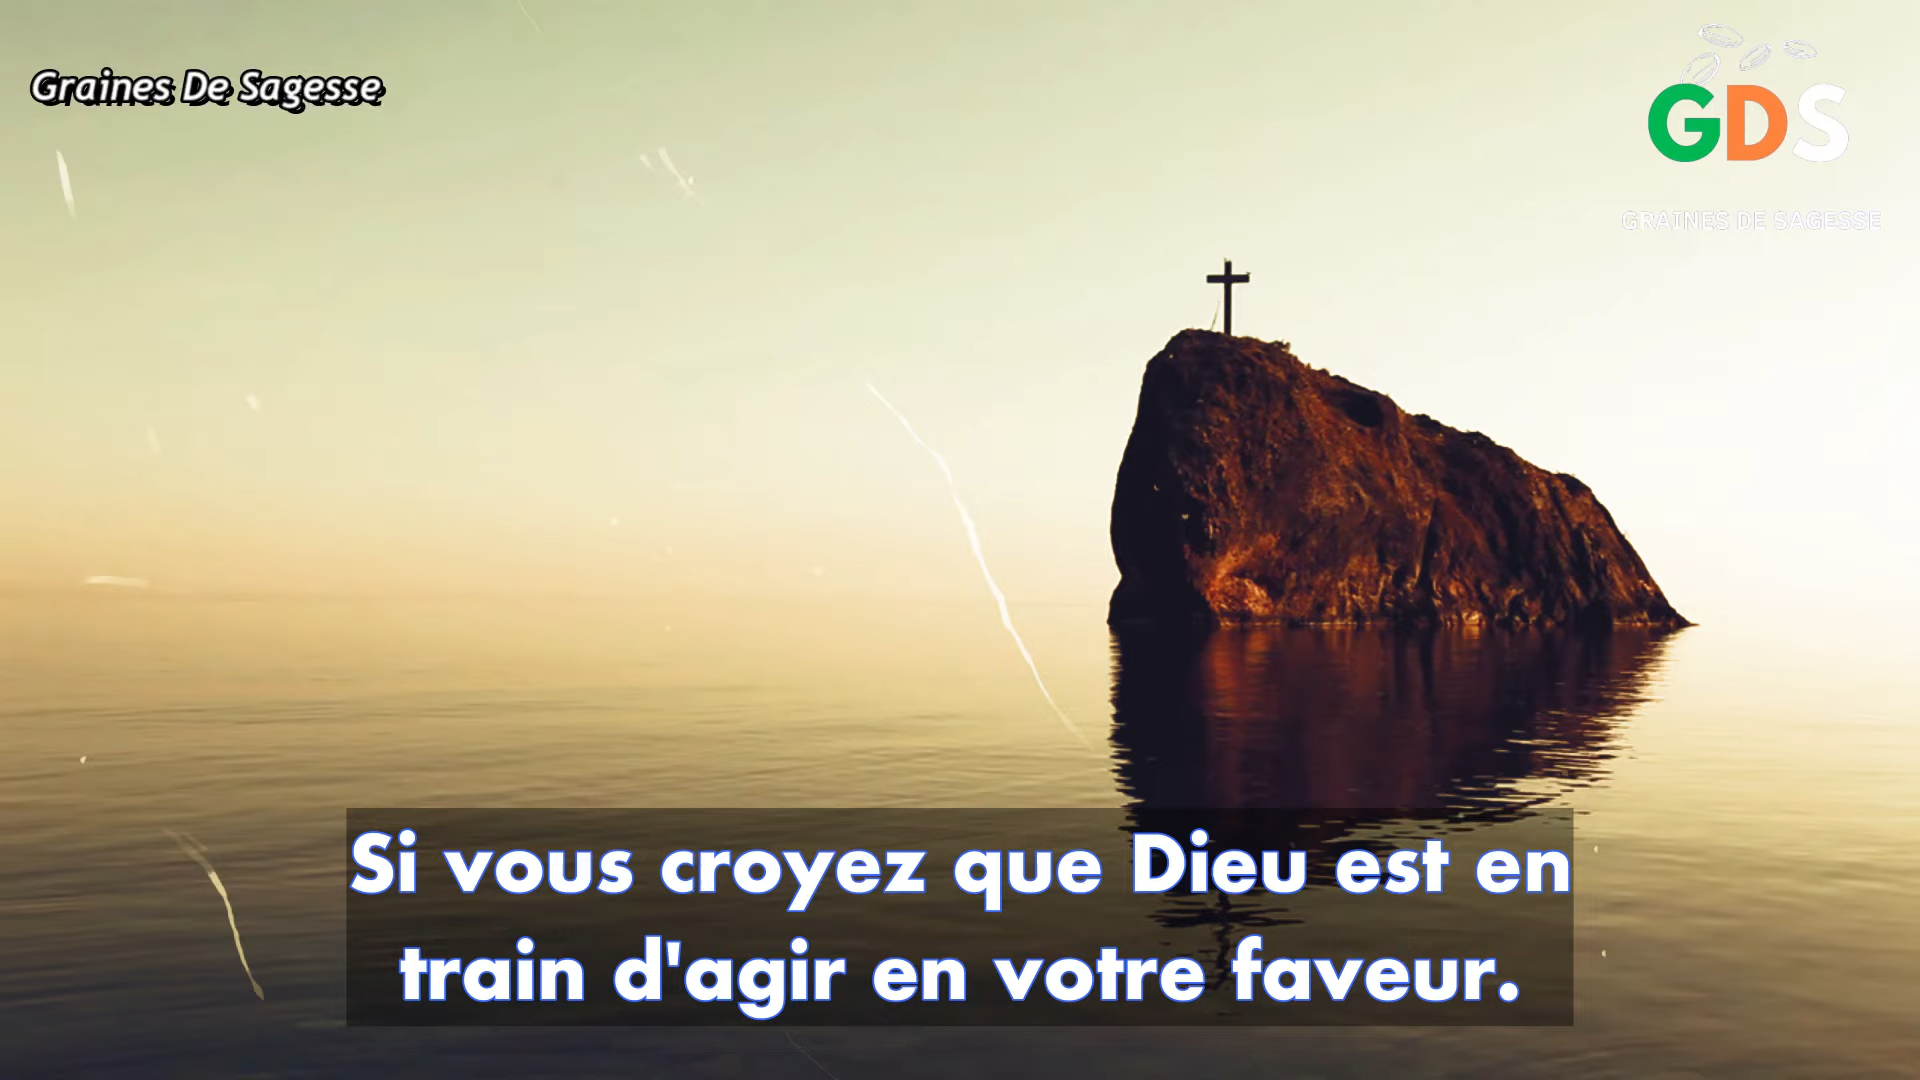 Graines De Sagesse
GDS
GRAINES DE SAGESSE
Si vous croyez que Dieu est en
train d'agir en votre faveur.